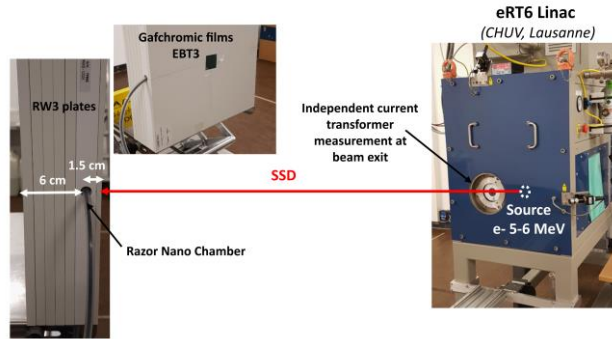 Gafchromic films
EBT3
eRT6 Linac
(CHUV, Lausanne)
RW3 plates
Independent current
transformer
measurement at
beam exit
1.5 cm
6 cm
SSD
Source
e- 5-6 MeV
Razor Nano Chamber